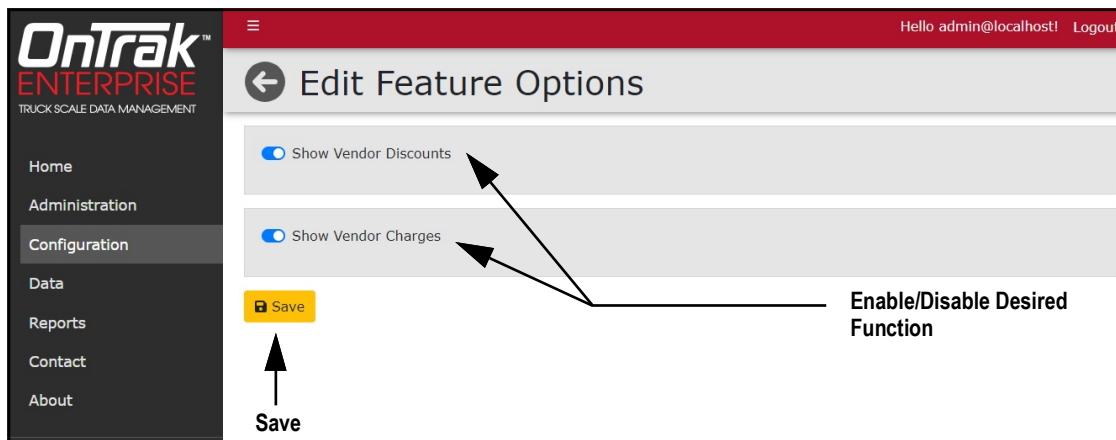 OnTrak™
ENTERPRISE
TRUCK SCALE DATA MANAGEMENT
Hello admin@localhost! Logout
Edit Feature Options
Home
Administration
Configuration
Data
Reports
Contact
About
Show Vendor Discounts
Show Vendor Charges
Save
Enable/Disable Desired
Function
Save